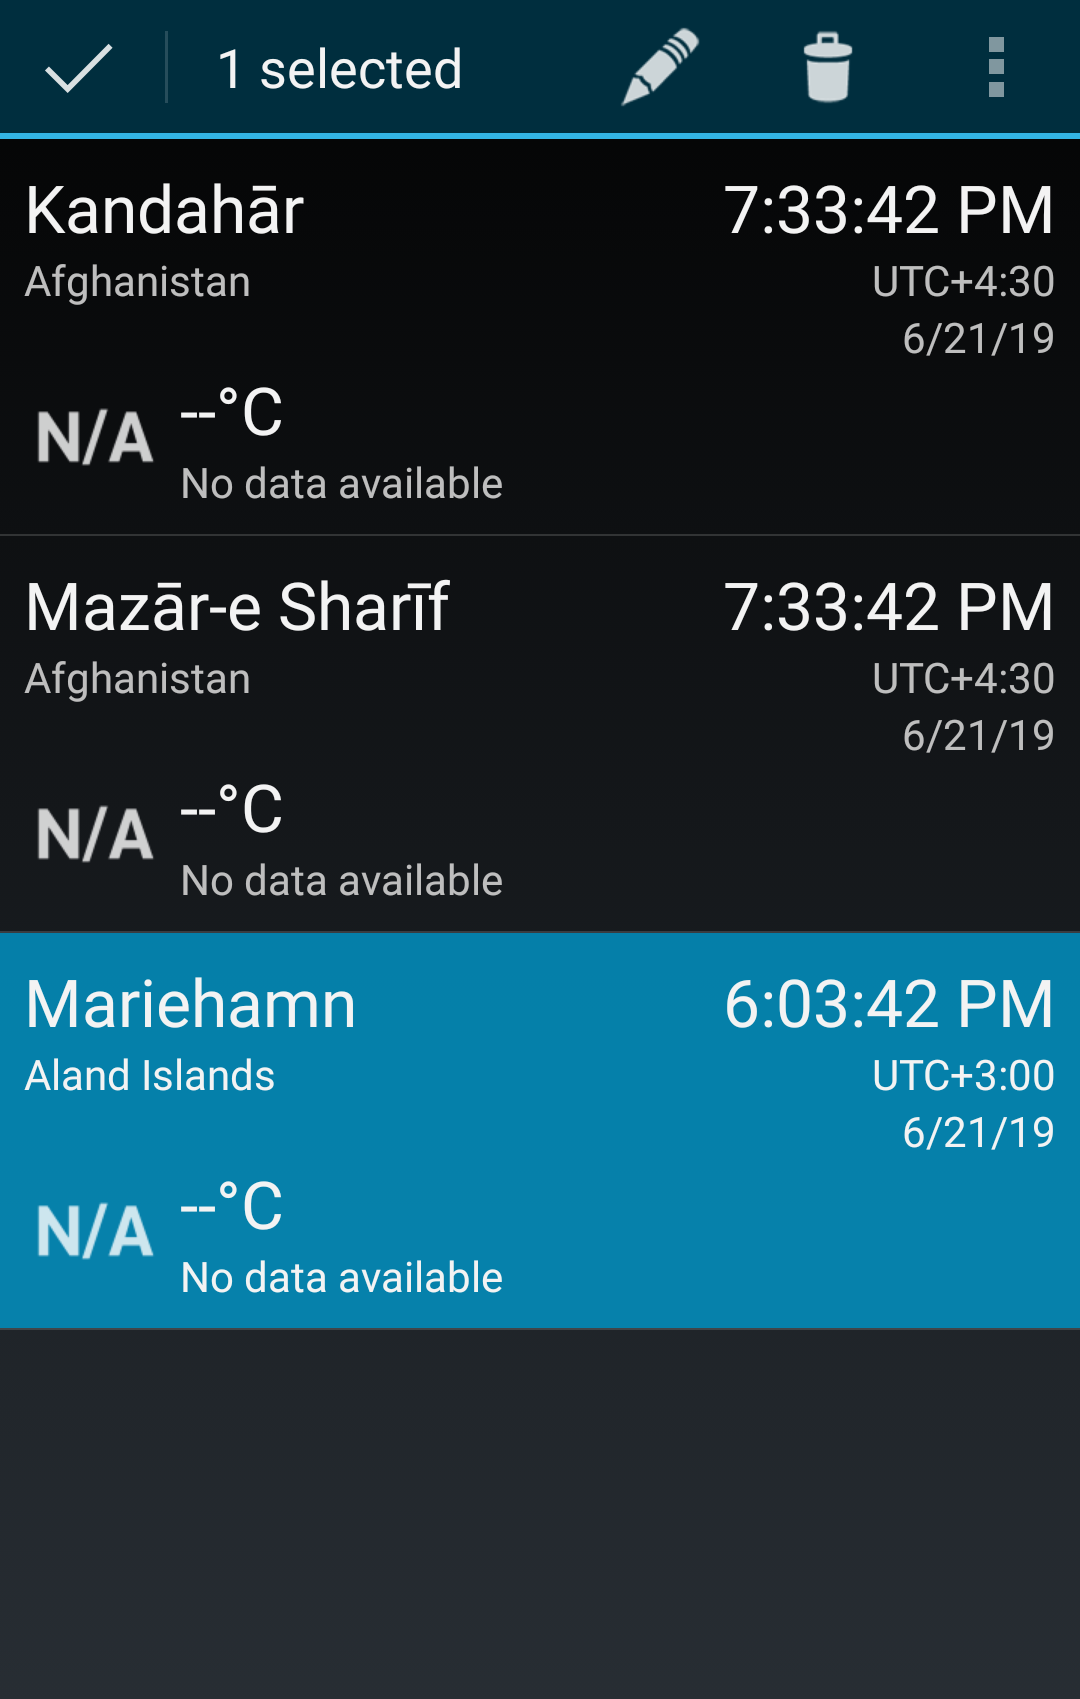 1 selected
Kandahār 7:33:42 PM
Afghanistan UTC+4:30
6/21/19
N/A --°C
No data available
Mazār-e Sharīf 7:33:42 PM
Afghanistan UTC+4:30
6/21/19
N/A --°C
No data available
Mariehamn 6:03:42 PM
Aland Islands UTC+3:00
6/21/19
N/A --°C
No data available